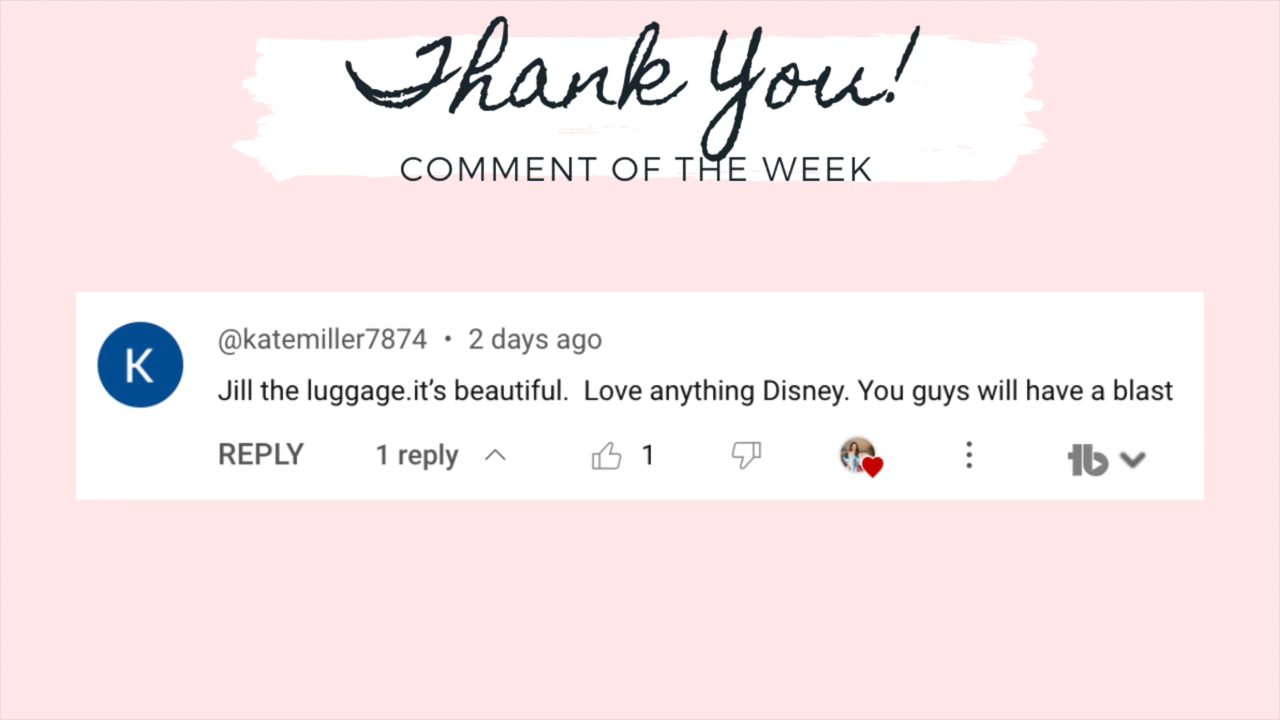 Thank You!
COMMENT OF THE WEEK
K
@katemiller7874 • 2 days ago
Jill the luggage.it's beautiful.  Love anything Disney. You guys will have a blast
REPLY 1 reply 1
tb